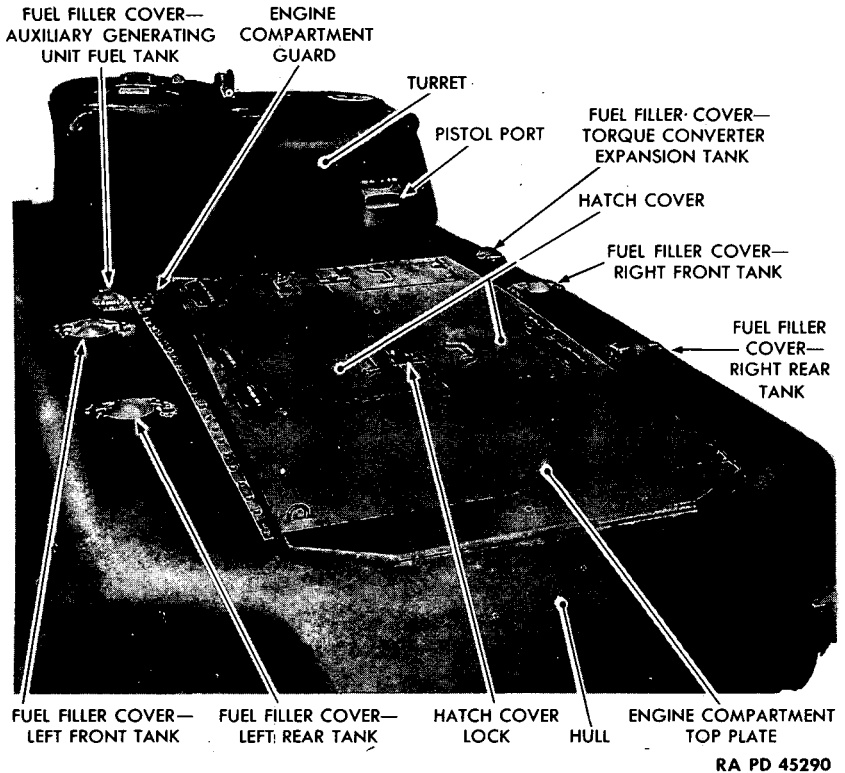 FUEL FILLER COVER—
AUXILIARY GENERATING
UNIT FUEL TANK
ENGINE
COMPARTMENT
GUARD
TURRET
PISTOL PORT
FUEL FILLER COVER—
TORQUE CONVERTER
EXPANSION TANK
HATCH COVER
FUEL FILLER COVER—
RIGHT FRONT TANK
FUEL FILLER
COVER—
RIGHT REAR
TANK
FUEL FILLER COVER—
LEFT FRONT TANK
FUEL FILLER COVER—
LEFT REAR TANK
HATCH COVER
LOCK
HULL
ENGINE COMPARTMENT
TOP PLATE
RA PD 45290